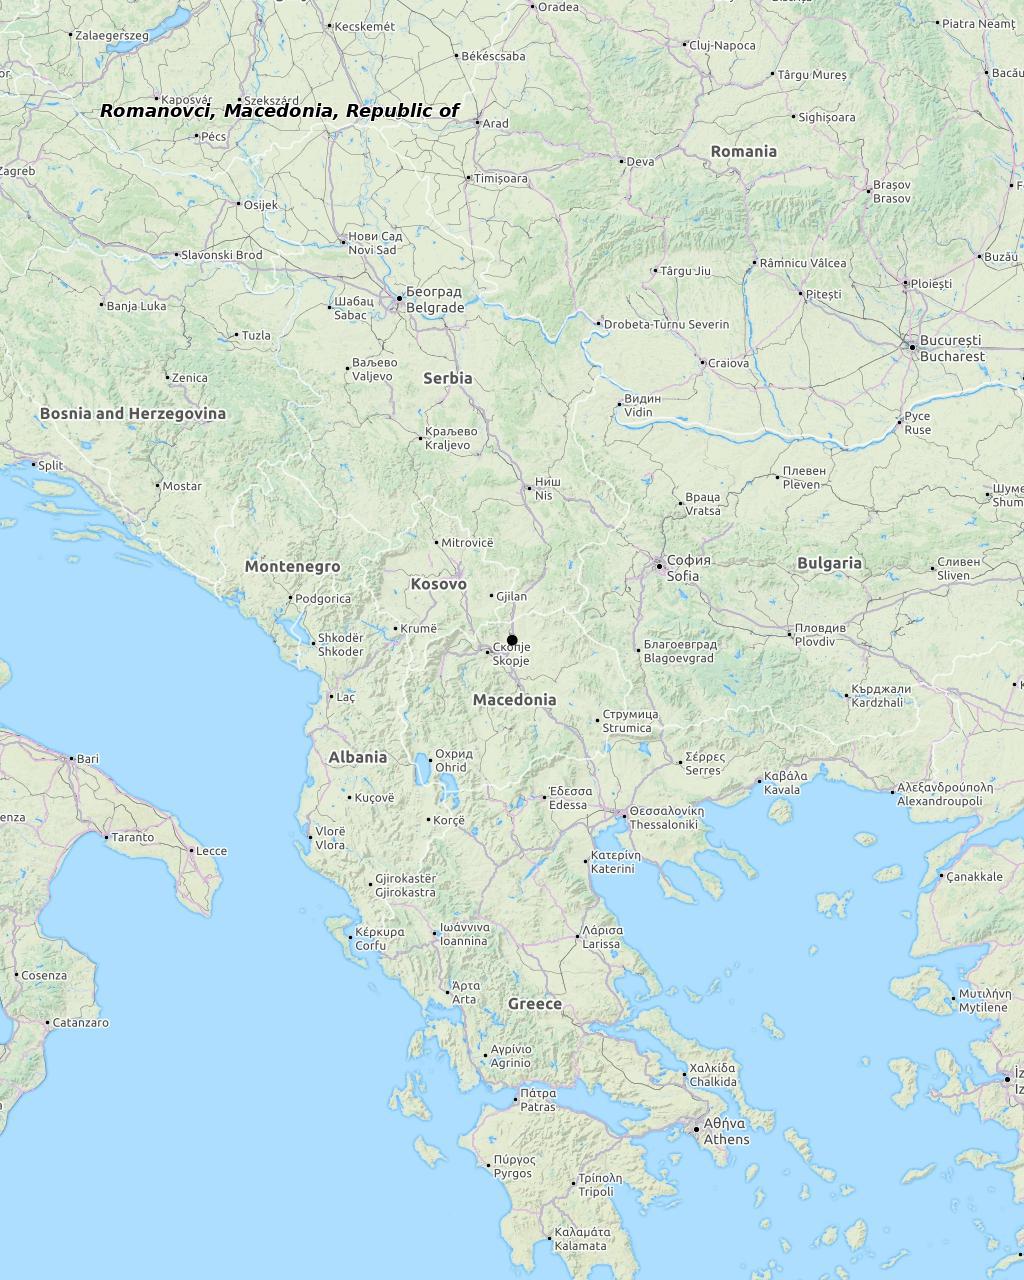 Oradea
Kecskemét
Piatra Neamț
Zalaegerszeg
Cluj-Napoca
Békéscsaba
Târgu Mureș
Bacău
Kaposvár
Szekszárd
Romanovci, Macedonia, Republic of
Arad
Sighișoara
Pécs
Romania
Deva
Zagreb
Timișoara
Brașov
Brasov
Osijek
Нови Сад
Novi Sad
Slavonski Brod
Buzău
Râmnicu Vâlcea
Târgu Jiu
Ploiești
Београд
Belgrade
Pitești
Banja Luka
Шабац
Sabac
Drobeta-Turnu Severin
Tuzla
București
Bucharest
Craiova
Ваљево
Valjevo
Serbia
Zenica
Видин
Vidin
Bosnia and Herzegovina
Русе
Ruse
Краљево
Kraljevo
Split
Плевен
Pleven
Mostar
Ниш
Nis
Враца
Vratsa
Шуме
Shum
Mitrovicë
Montenegro
Kosovo
София
Sofia
Bulgaria
Сливен
Sliven
Podgorica
Gjilan
Krumë
Пловдив
Plovdiv
Shkodër
Shkoder
Скопје
Skopje
Благоевград
Blagoevgrad
Laç
Macedonia
Кърджали
Kardzhali
Струмица
Strumica
Bari
Albania
Охрид
Ohrid
Σέρρες
Serres
Καβάλα
Kavala
Αλεξανδρούπολη
Alexandroupoli
Kuçovë
Έδεσσα
Edessa
Θεσσαλονίκη
Thessaloniki
enza
Korçë
Vlorë
Vlora
Taranto
Lecce
Κατερίνη
Katerini
Gjirokastër
Gjirokastra
Çanakkale
Κέρκυρα
Corfu
Ιωάννινα
Ioannina
Λάρισα
Larissa
Cosenza
Άρτα
Arta
Μυτιλήνη
Mytilene
Greece
Catanzaro
Αγρίνιο
Agrinio
Χαλκίδα
Chalkida
İz
Iz
Πάτρα
Patras
Αθήνα
Athens
Πύργος
Pyrgos
Τρίπολη
Tripoli
Καλαμάτα
Kalamata